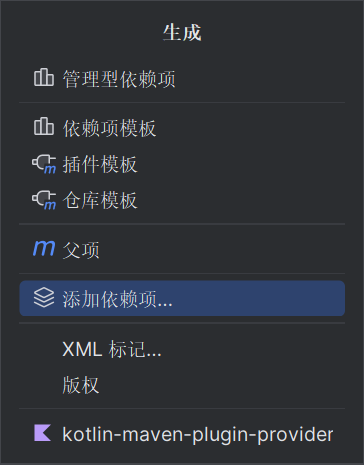 生成
管理型依赖项
依赖项模板
插件模板
仓库模板
父项
添加依赖项...
XML 标记...
版权
kotlin-maven-plugin-provider